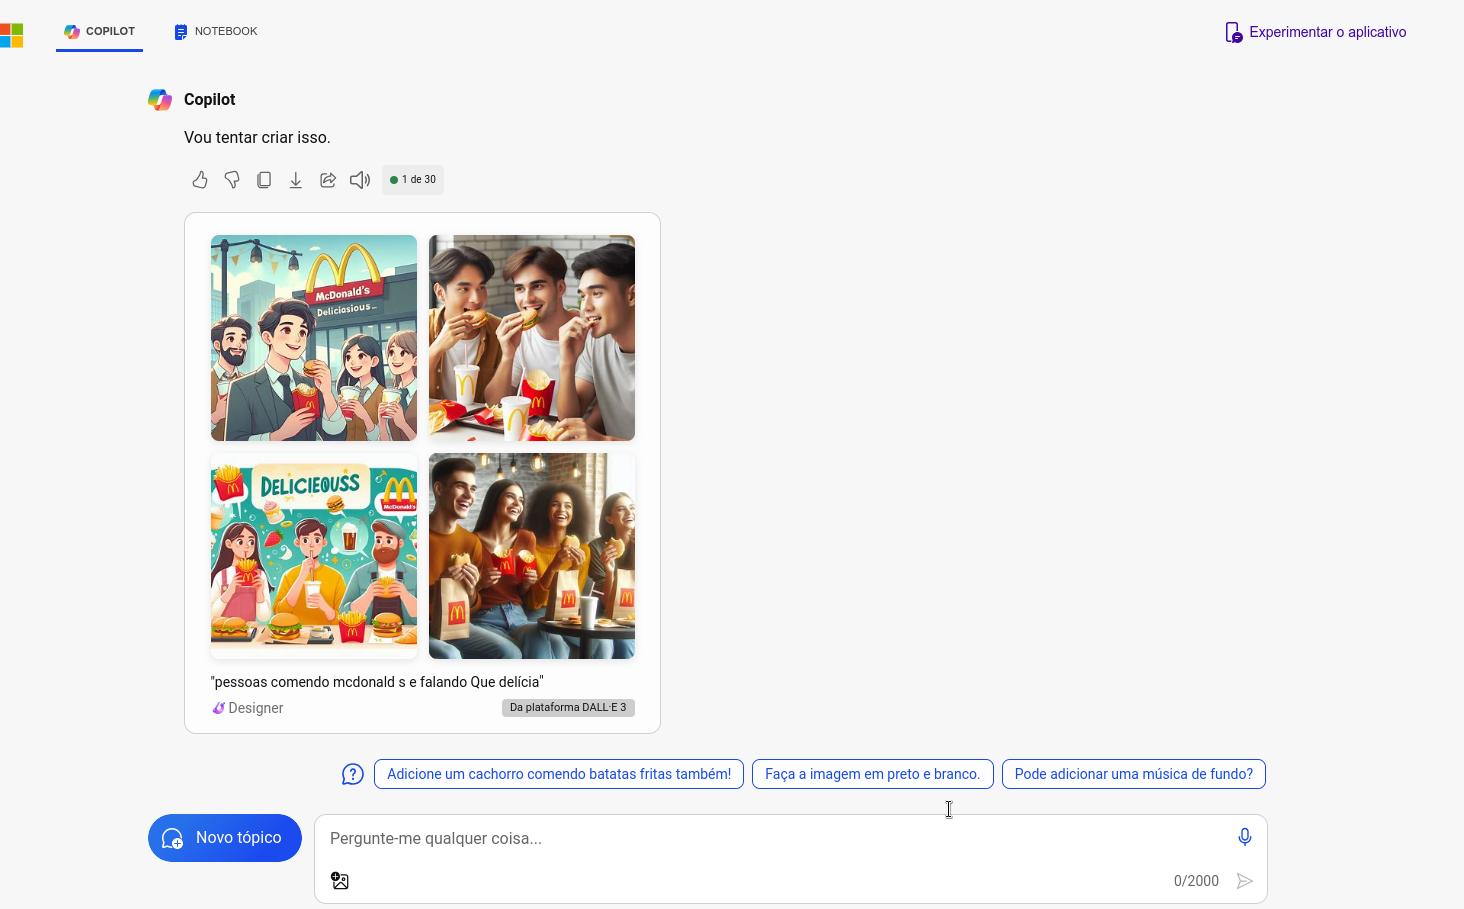 COPILOT
NOTEBOOK
Experimentar o aplicativo
Copilot
Vou tentar criar isso.
1 de 30
McDonald's
Deliciasious...
DELICIEOUSS
McDonald's
"pessoas comendo mcdonald s e falando Que delícia"
Designer
Da plataforma DALL·E 3
Adicione um cachorro comendo batatas fritas também!
Faça a imagem em preto e branco.
Pode adicionar uma música de fundo?
Novo tópico
Pergunte-me qualquer coisa...
0/2000